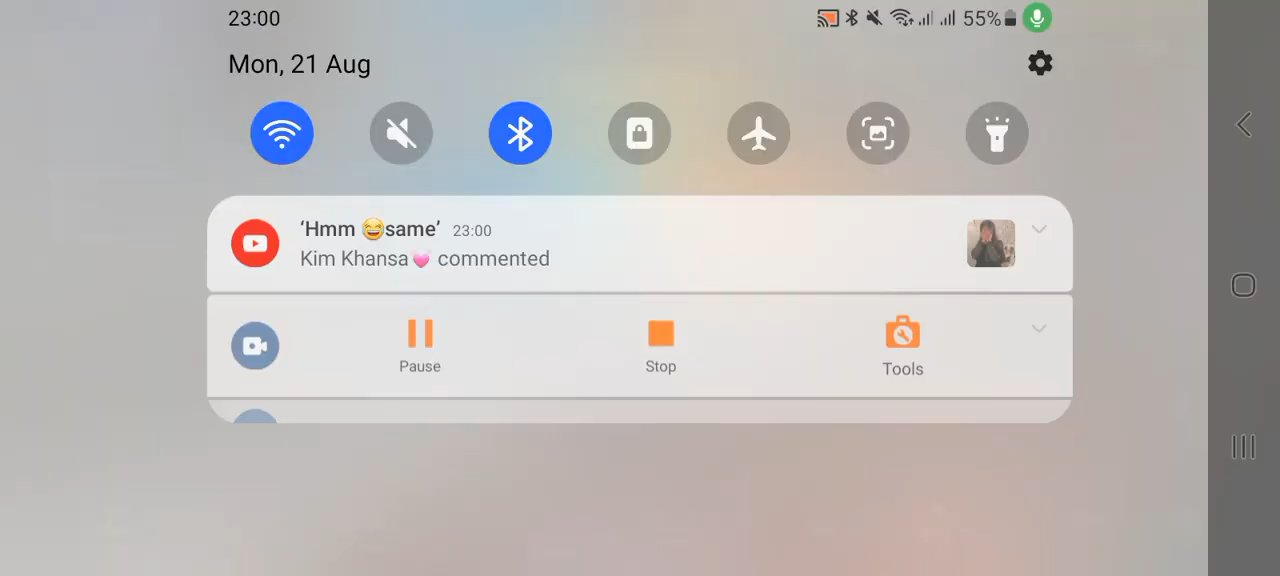 23:00
55%
Mon, 21 Aug
‘Hmm 😂same’ 23:00
Kim Khansa💓 commented
Pause
Stop
Tools